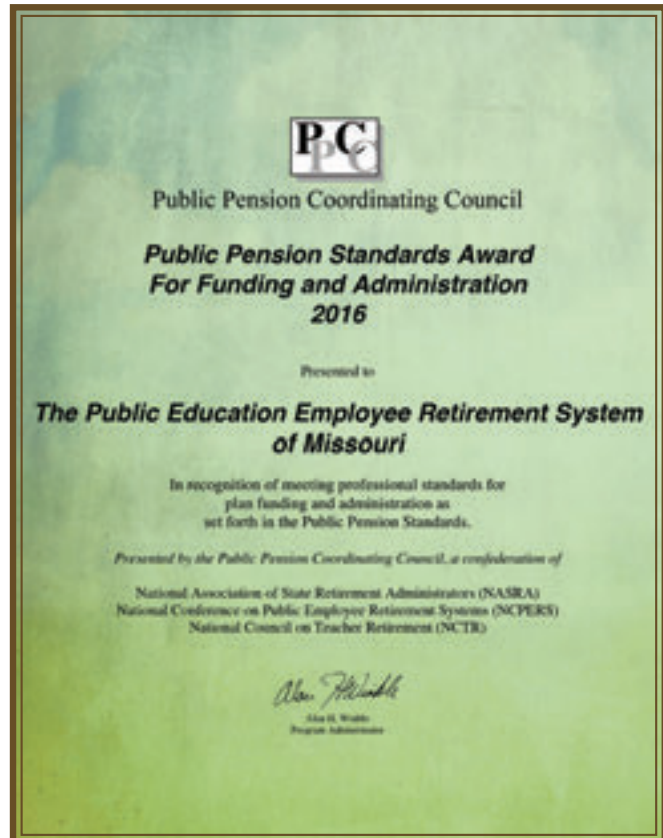 PPCC
Public Pension Coordinating Council
Public Pension Standards Award
For Funding and Administration
2016
Presented to
The Public Education Employee Retirement System
of Missouri
In recognition of meeting professional standards for
plan funding and administration as
set forth in the Public Pension Standards.
Presented by the Public Pension Coordinating Council, a confederation of
National Association of State Retirement Administrators (NASRA)
National Conference on Public Employee Retirement Systems (NCPERS)
National Council on Teacher Retirement (NCTR)
Alan H. Winkle
Alan H. Winkle
Program Administrator